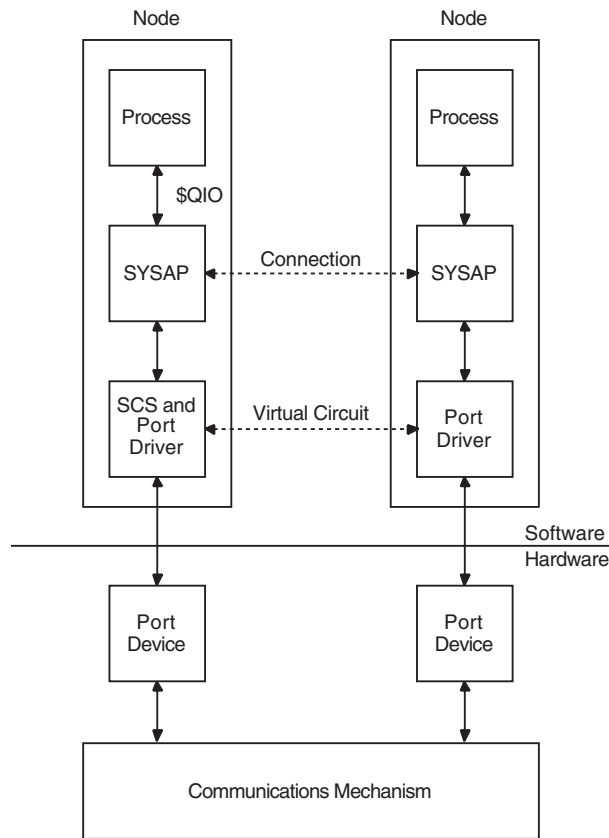 Node
Node
Process
Process
$QIO
Connection
SYSAP
SYSAP
SCS and
Port
Driver
Virtual Circuit
Port
Driver
Software
Hardware
Port
Device
Port
Device
Communications Mechanism